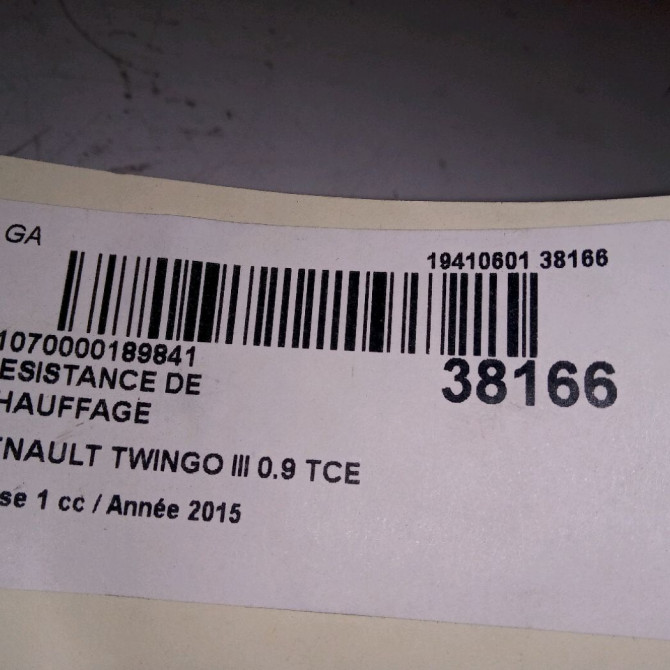 GA
19410601 38166
1070000189841
38166
ESISTANCE DE
HAUFFAGE
NAULT TWINGO III 0.9 TCE
se 1 cc / Année 2015